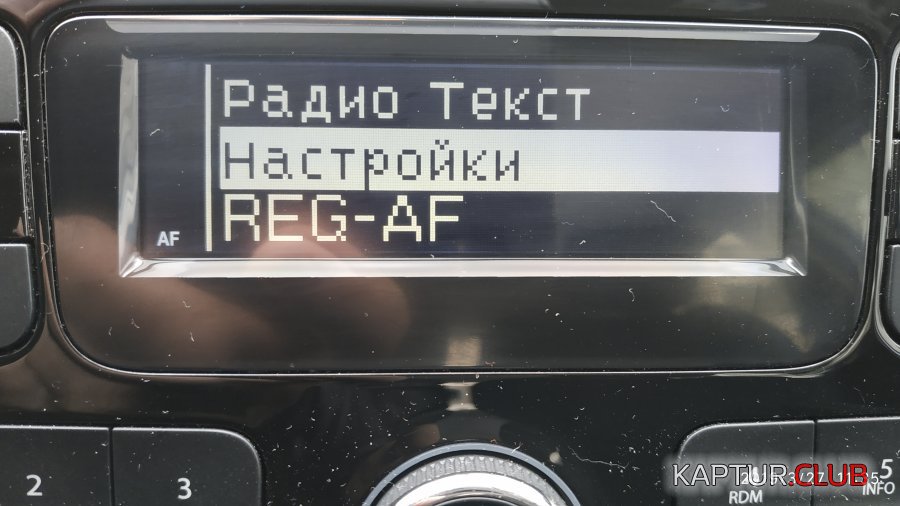 Радио Текст
Настройки
REG-AF
AF
2
3
5
RDM
INFO
KAPTUR.CLUB